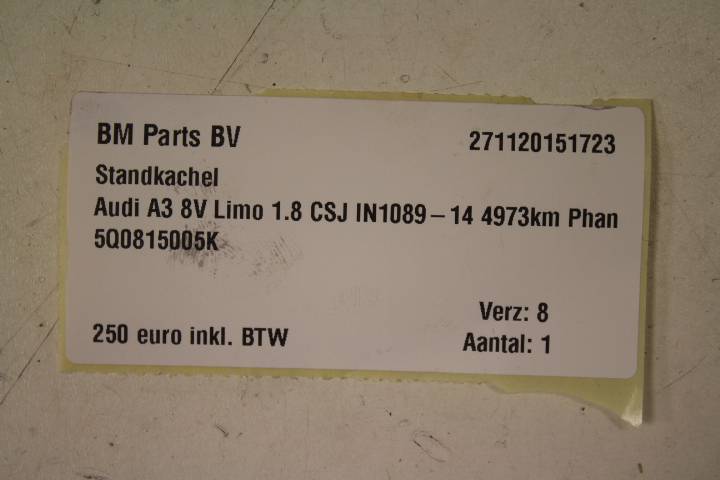 BM Parts BV 271120151723
Standkachel
Audi A3 8V Limo 1.8 CSJ IN1089-14 4973km Phan
5Q0815005K
Verz: 8
250 euro inkl. BTW Aantal: 1